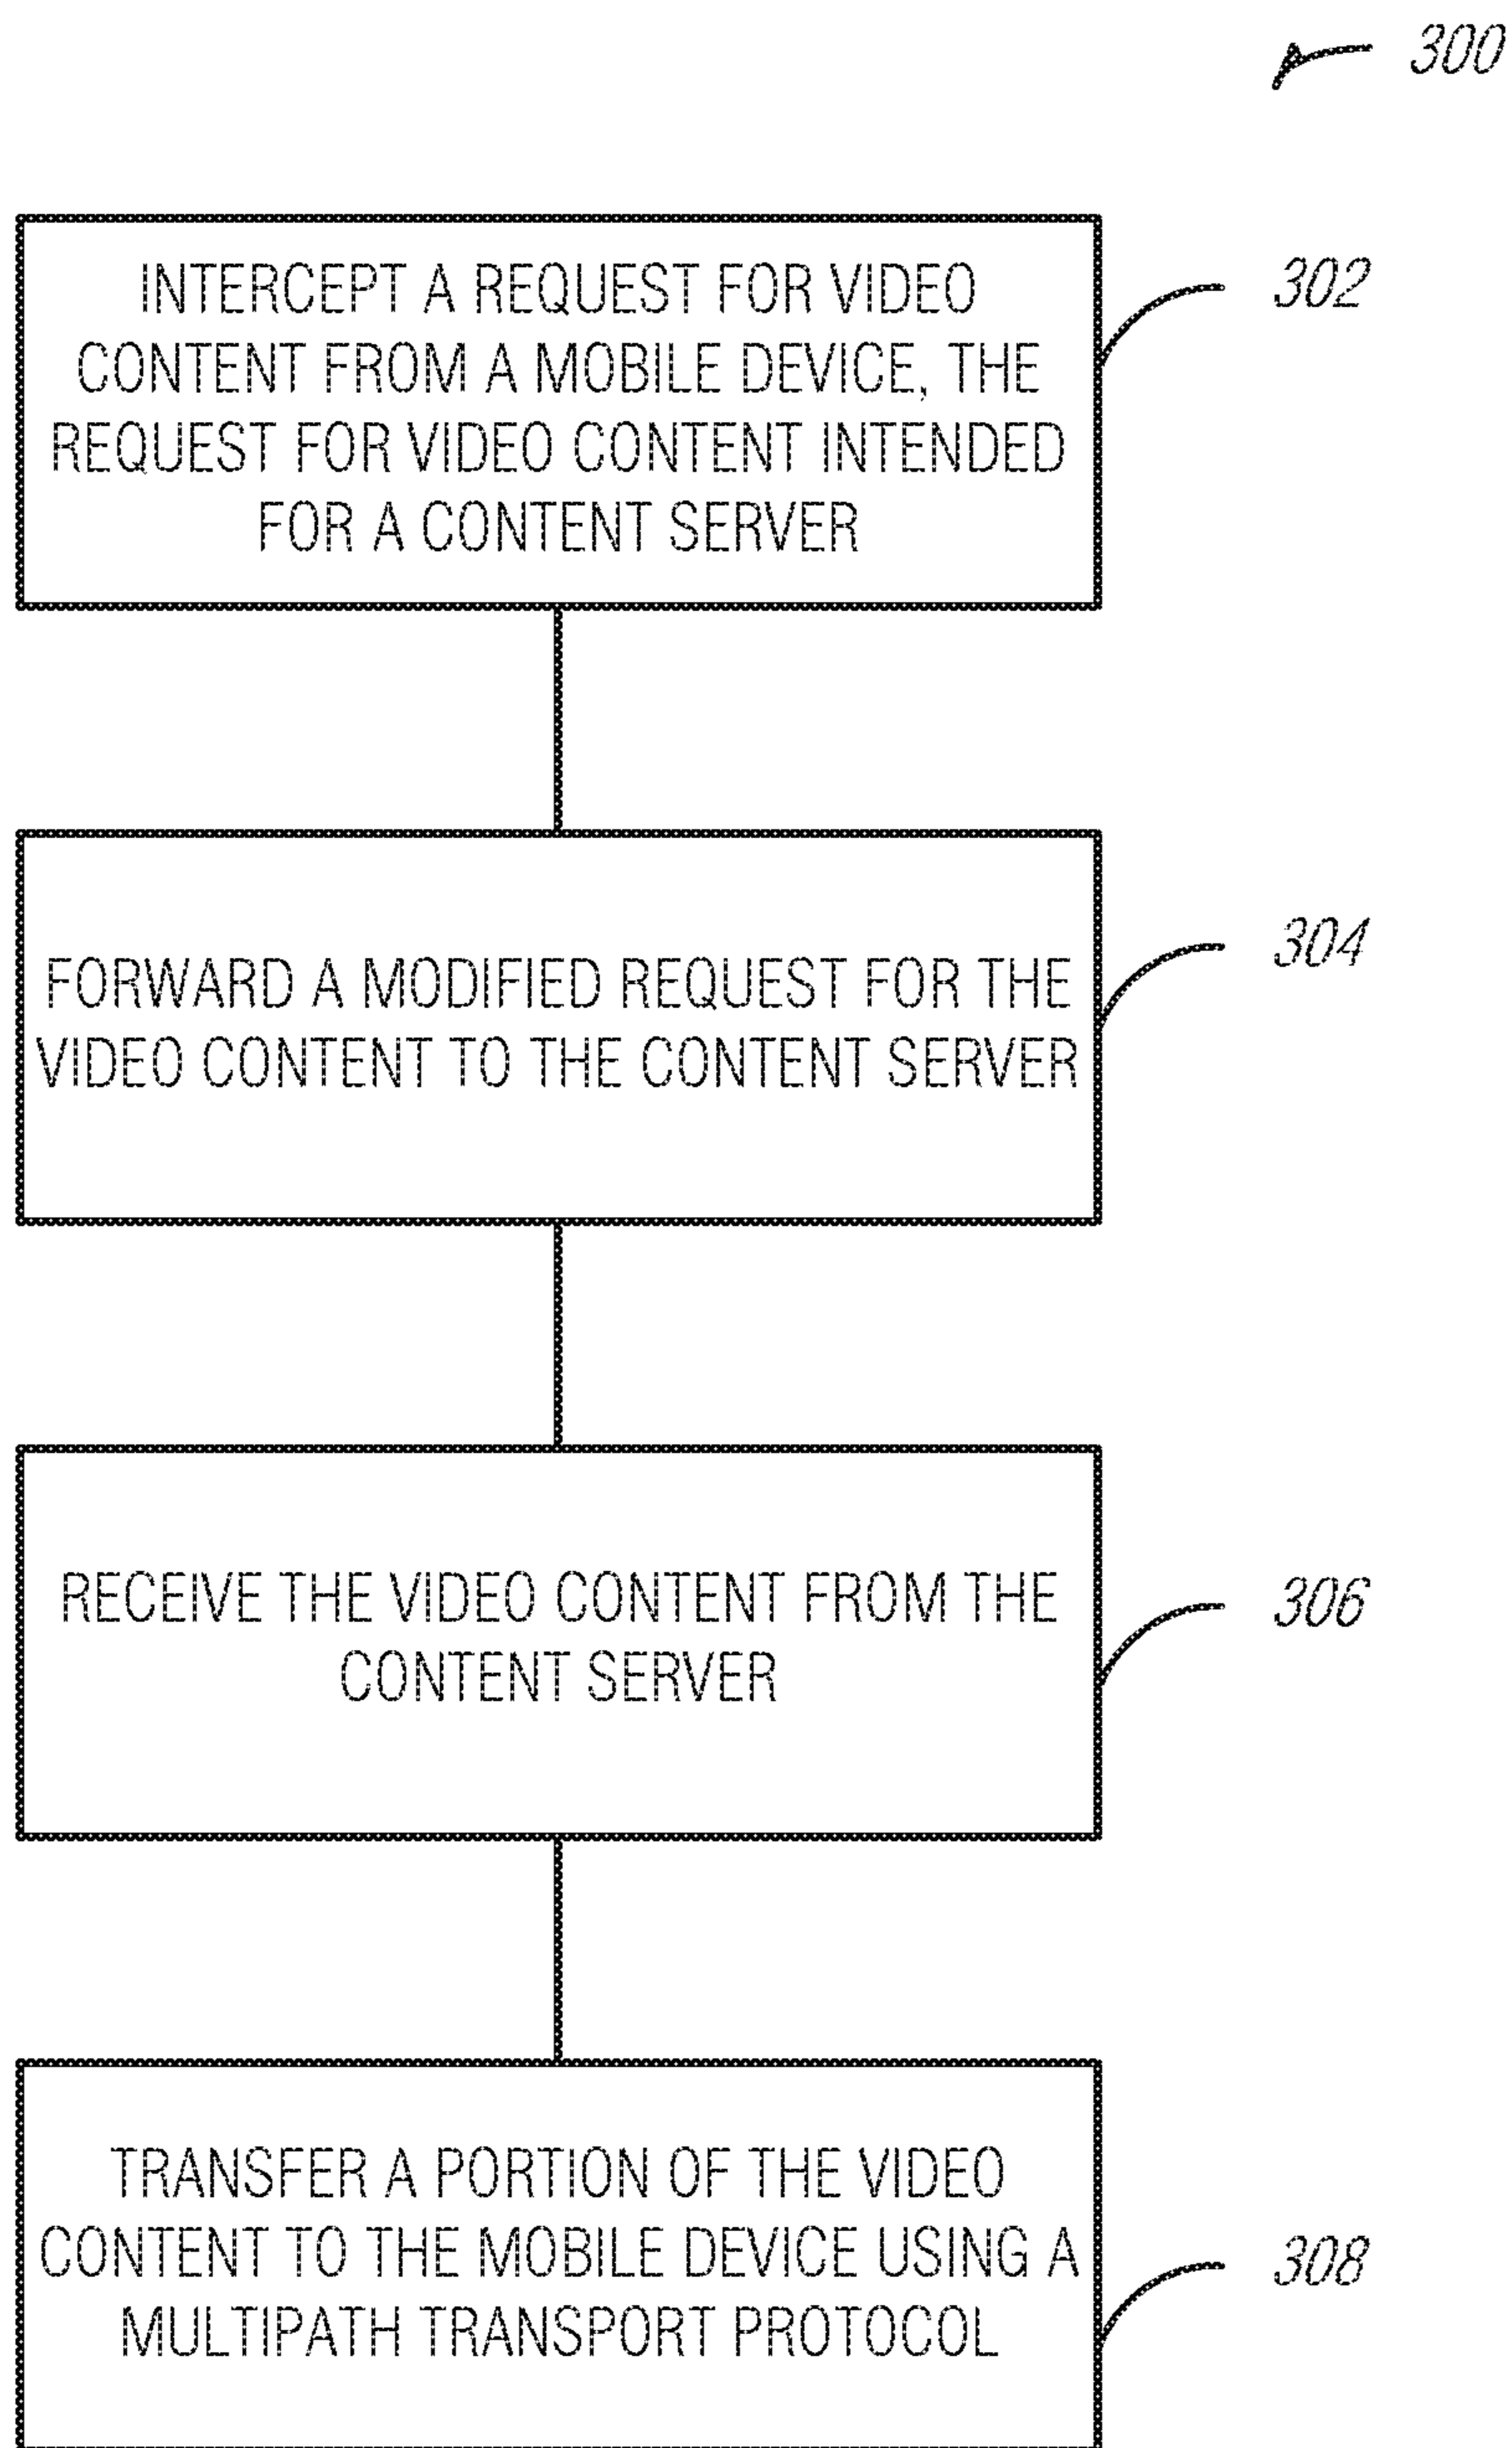 300
INTERCEPT A REQUEST FOR VIDEO
CONTENT FROM A MOBILE DEVICE, THE
REQUEST FOR VIDEO CONTENT INTENDED
FOR A CONTENT SERVER
302
FORWARD A MODIFIED REQUEST FOR THE
VIDEO CONTENT TO THE CONTENT SERVER
304
RECEIVE THE VIDEO CONTENT FROM THE
CONTENT SERVER
306
TRANSFER A PORTION OF THE VIDEO
CONTENT TO THE MOBILE DEVICE USING A
MULTIPATH TRANSPORT PROTOCOL
308